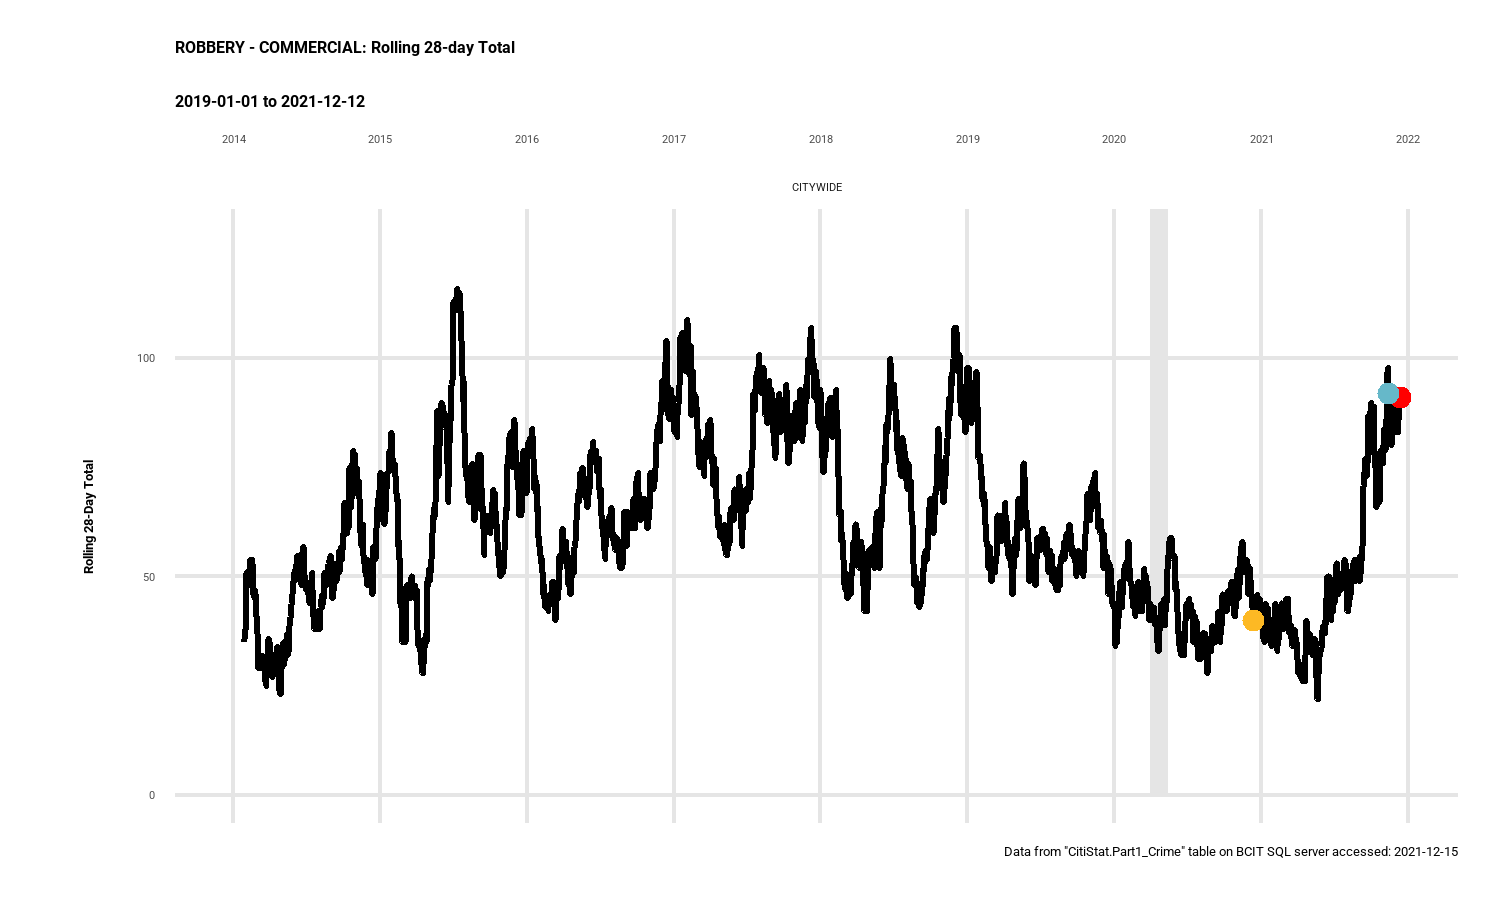 ROBBERY - COMMERCIAL: Rolling 28-day Total
2019-01-01 to 2021-12-12
2014 2015 2016 2017 2018 2019 2020 2021 2022
CITYWIDE
Rolling 28-Day Total
100
50
0
Data from "CitiStat.Part1_Crime" table on BCIT SQL server accessed: 2021-12-15